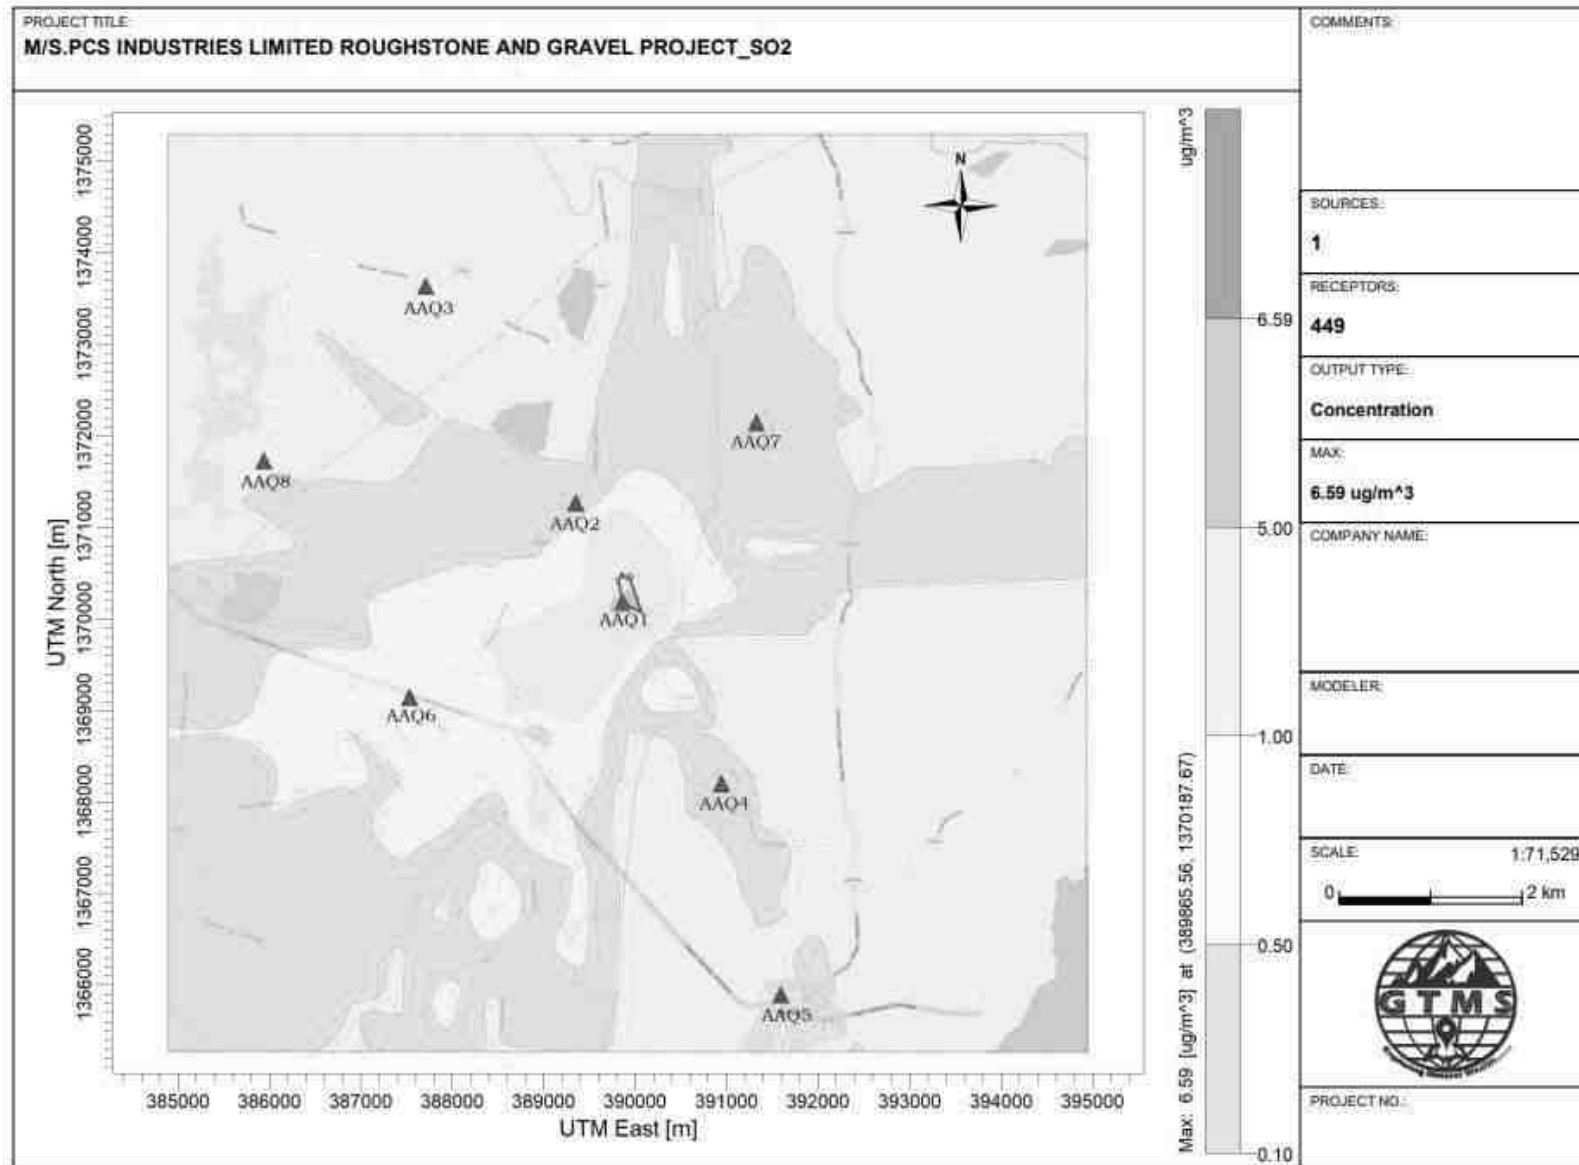 PROJECT TITLE:
M/S.PCS INDUSTRIES LIMITED ROUGHSTONE AND GRAVEL PROJECT_SO2
COMMENTS:
SOURCES:
1
RECEPTORS:
449
OUTPUT TYPE:
Concentration
MAX:
6.59 ug/m^3
COMPANY NAME:
MODELER:
DATE:
SCALE: 1:71,529
0 2 km
GTMS
PROJECT NO.:
UTM North [m]
1375000
1374000
1373000
1372000
1371000
1370000
1369000
1368000
1367000
1366000
N
AAQ3
AAQ7
AAQ8
AAQ2
AAQ1
AAQ6
AAQ4
AAQ5
385000 386000 387000 388000 389000 390000 391000 392000 393000 394000 395000
UTM East [m]
ug/m^3
6.59
5.00
1.00
0.50
0.10
Max: 6.59 [ug/m^3] at (389865.56, 1370187.67)